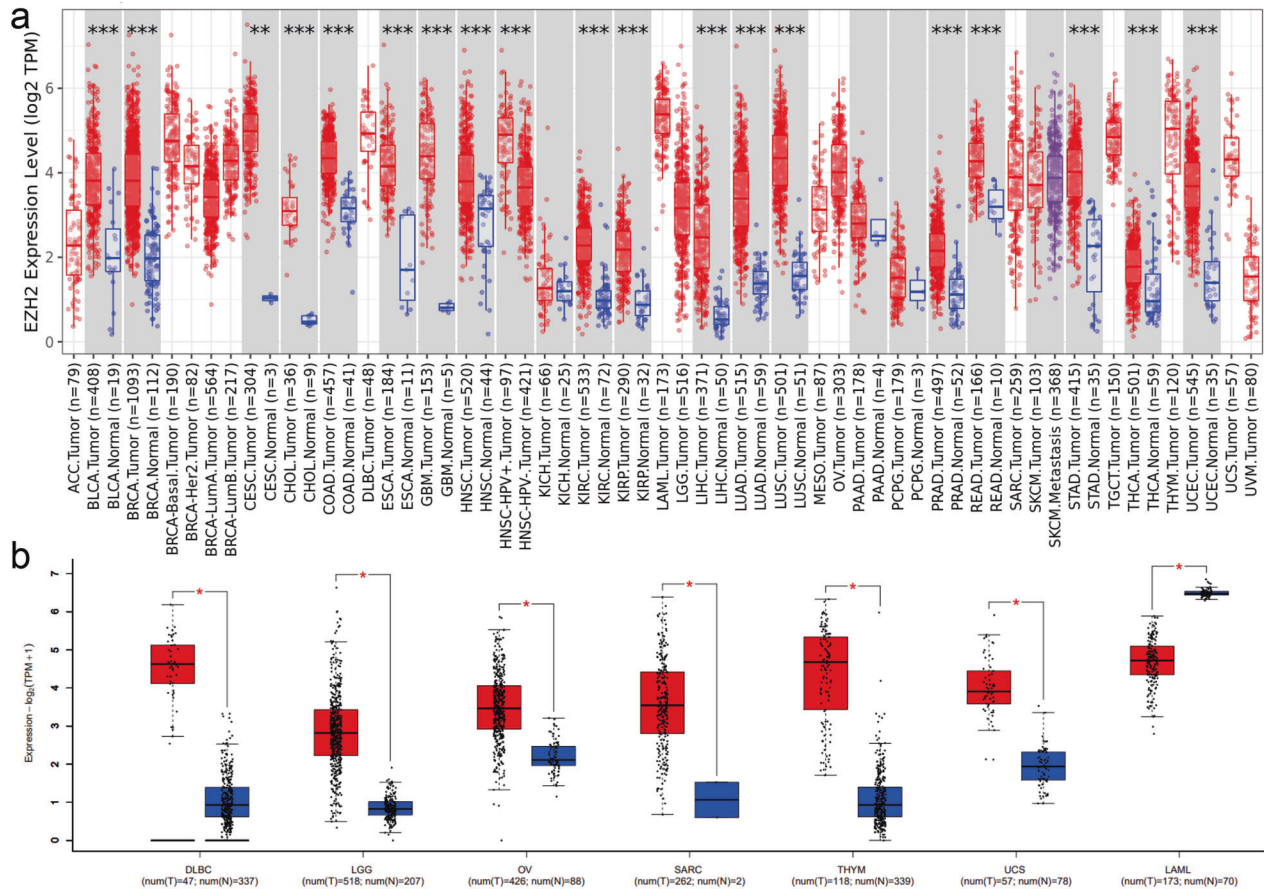 a
*** *** ** *** *** *** *** *** *** *** *** *** *** *** *** *** *** *** ***
EZH2 Expression Level (log2 TPM)
6
4
2
0
ACC.Tumor (n=79)
BLCA.Tumor (n=408)
BLCA.Normal (n=19)
BRCA.Tumor (n=1093)
BRCA.Normal (n=112)
BRCA-Basal.Tumor (n=190)
BRCA-Her2.Tumor (n=82)
BRCA-LumA.Tumor (n=564)
BRCA-LumB.Tumor (n=217)
CESC.Tumor (n=304)
CESC.Normal (n=3)
CHOL.Tumor (n=36)
CHOL.Normal (n=9)
COAD.Tumor (n=457)
COAD.Normal (n=41)
DLBC.Tumor (n=48)
ESCA.Tumor (n=184)
ESCA.Normal (n=11)
GBM.Tumor (n=153)
GBM.Normal (n=5)
HNSC.Tumor (n=520)
HNSC.Normal (n=44)
HNSC-HPV+.Tumor (n=97)
HNSC-HPV-.Tumor (n=421)
KICH.Tumor (n=66)
KICH.Normal (n=25)
KIRC.Tumor (n=533)
KIRC.Normal (n=72)
KIRP.Tumor (n=290)
KIRP.Normal (n=32)
LAML.Tumor (n=173)
LGG.Tumor (n=516)
LIHC.Tumor (n=371)
LIHC.Normal (n=50)
LUAD.Tumor (n=515)
LUAD.Normal (n=59)
LUSC.Tumor (n=501)
LUSC.Normal (n=51)
MESO.Tumor (n=87)
OV.Tumor (n=303)
PAAD.Tumor (n=178)
PAAD.Normal (n=4)
PCPG.Tumor (n=179)
PCPG.Normal (n=3)
PRAD.Tumor (n=497)
PRAD.Normal (n=52)
READ.Tumor (n=166)
READ.Normal (n=10)
SARC.Tumor (n=259)
SKCM.Tumor (n=103)
SKCM.Metastasis (n=368)
STAD.Tumor (n=415)
STAD.Normal (n=35)
TGCT.Tumor (n=150)
THCA.Tumor (n=501)
THCA.Normal (n=59)
THYM.Tumor (n=120)
UCEC.Tumor (n=545)
UCEC.Normal (n=35)
UCS.Tumor (n=57)
UVM.Tumor (n=80)
b
Expression − log₂(TPM + 1)
7
6
5
4
3
2
1
0
* * * * * * *
DLBC
(num(T)=47; num(N)=337)
LGG
(num(T)=518; num(N)=207)
OV
(num(T)=426; num(N)=88)
SARC
(num(T)=262; num(N)=2)
THYM
(num(T)=118; num(N)=339)
UCS
(num(T)=57; num(N)=78)
LAML
(num(T)=173; num(N)=70)